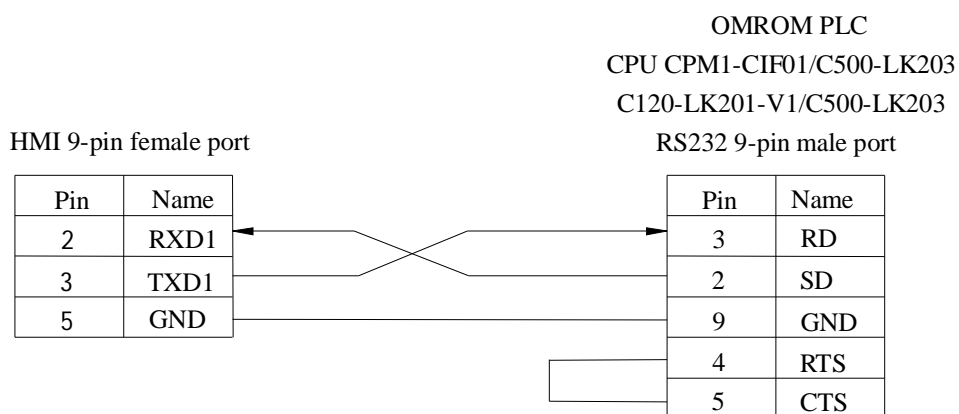 OMROM PLC
CPU CPM1-CIF01/C500-LK203
C120-LK201-V1/C500-LK203
HMI 9-pin female port
RS232 9-pin male port
Pin Name
2 RXD1
3 TXD1
5 GND
Pin Name
3 RD
2 SD
9 GND
4 RTS
5 CTS